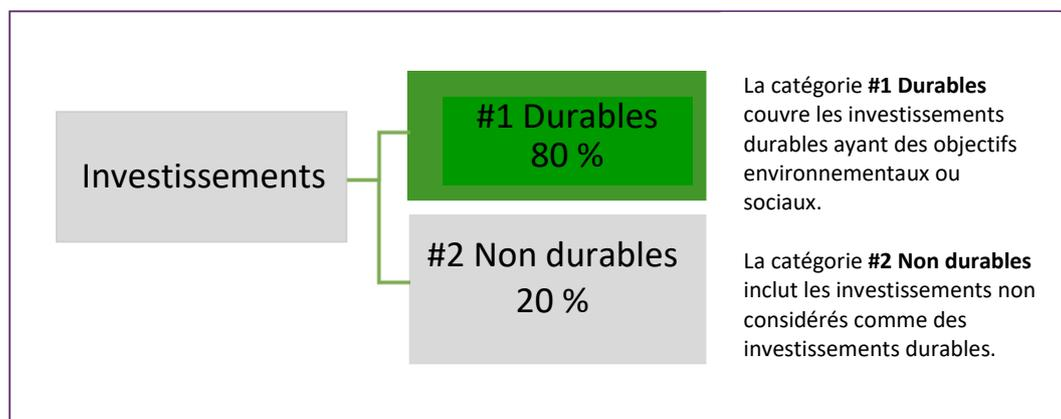 Investissements
#1 Durables
80 %
#2 Non durables
20 %
La catégorie #1 Durables
couvre les investissements
durables ayant des objectifs
environnementaux ou
sociaux.
La catégorie #2 Non durables
inclut les investissements non
considérés comme des
investissements durables.